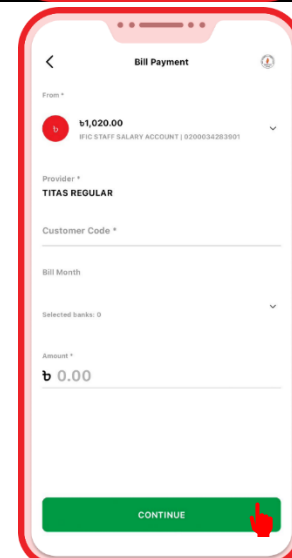 Bill Payment
From *
৳1,020.00
IFIC STAFF SALARY ACCOUNT | 0200034283801
Provider *
TITAS REGULAR
Customer Code *
Bill Month
Selected banks: 0
Amount *
৳ 0.00
CONTINUE